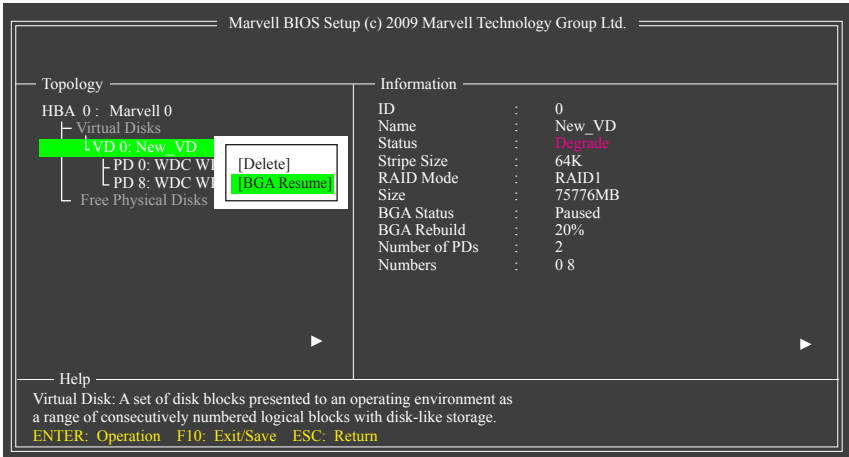 Marvell BIOS Setup (c) 2009 Marvell Technology Group Ltd.
Topology
HBA 0 : Marvell 0
Virtual Disks
VD 0: New_VD
PD 0: WDC WD
PD 8: WDC WD
Free Physical Disks
[Delete]
[BGA Resume]
Information
ID : 0
Name : New_VD
Status : Degrade
Stripe Size : 64K
RAID Mode : RAID1
Size : 75776MB
BGA Status : Paused
BGA Rebuild : 20%
Number of PDs : 2
Numbers : 0 8
Help
Virtual Disk: A set of disk blocks presented to an operating environment as
a range of consecutively numbered logical blocks with disk-like storage.
ENTER: Operation F10: Exit/Save ESC: Return